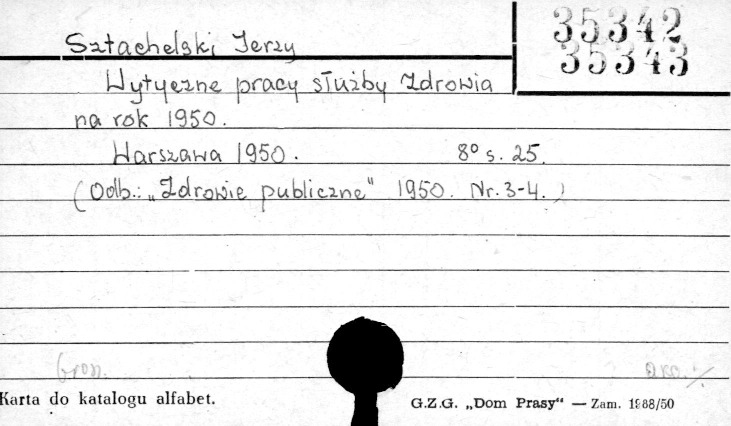 35342
35343
Sztachelski Jerzy
Wytyczne pracy służby Zdrowia
na rok 1950.
Warszawa 1950. 8° s. 25.
(Odb.: „Zdrowie publiczne" 1950. Nr. 3-4.)
Karta do katalogu alfabet.
G.Z.G. „Dom Prasy" — Zam. 1988/50